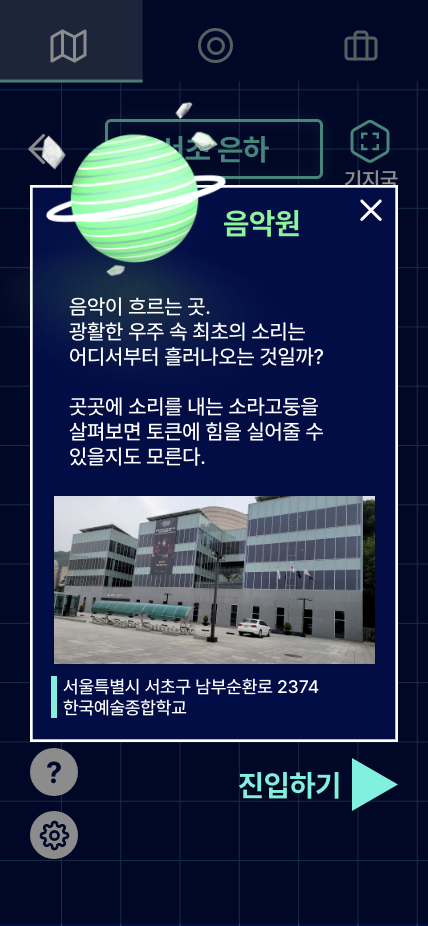 서초 은하
기지국
음악원
음악이 흐르는 곳.
광활한 우주 속 최초의 소리는
어디서부터 흘러나오는 것일까?
곳곳에 소리를 내는 소라고둥을
살펴보면 토큰에 힘을 실어줄 수
있을지도 모른다.
서울특별시 서초구 남부순환로 2374
한국예술종합학교
?
진입하기